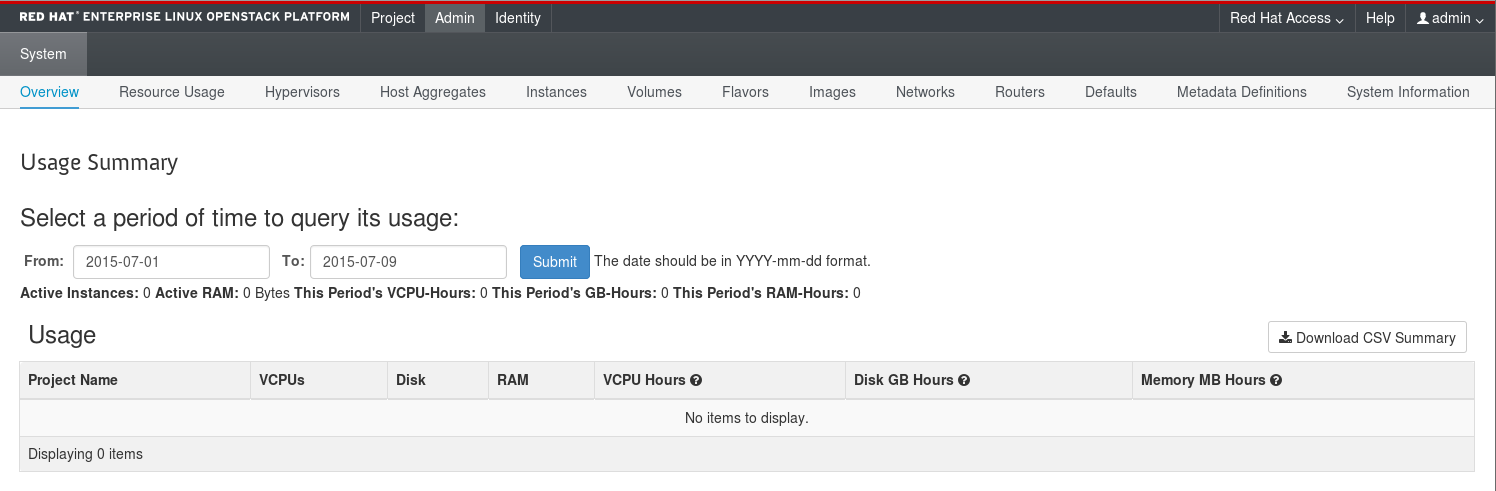 RED HAT® ENTERPRISE LINUX OPENSTACK PLATFORM Project Admin Identity Red Hat Access Help admin
System
Overview Resource Usage Hypervisors Host Aggregates Instances Volumes Flavors Images Networks Routers Defaults Metadata Definitions System Information
Usage Summary
Select a period of time to query its usage:
From: 2015-07-01 To: 2015-07-09 Submit The date should be in YYYY-mm-dd format.
Active Instances: 0 Active RAM: 0 Bytes This Period's VCPU-Hours: 0 This Period's GB-Hours: 0 This Period's RAM-Hours: 0
Usage Download CSV Summary
Project Name VCPUs Disk RAM VCPU Hours ? Disk GB Hours ? Memory MB Hours ?
No items to display.
Displaying 0 items